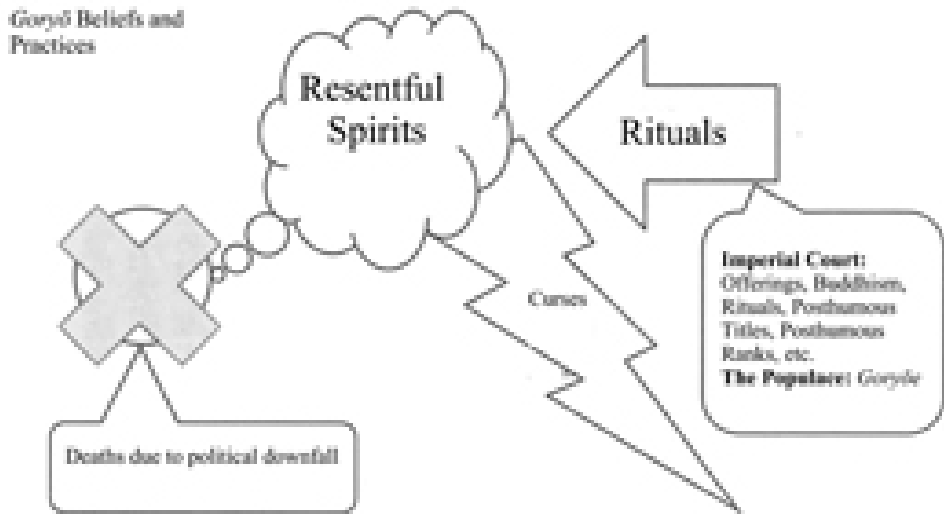 Goryō Beliefs and
Practices
Resentful
Spirits
Rituals
Curses
Imperial Court:
Offerings, Buddhism,
Rituals, Posthumous
Titles, Posthumous
Ranks, etc.
The Populace: Goryōe
Deaths due to political downfall